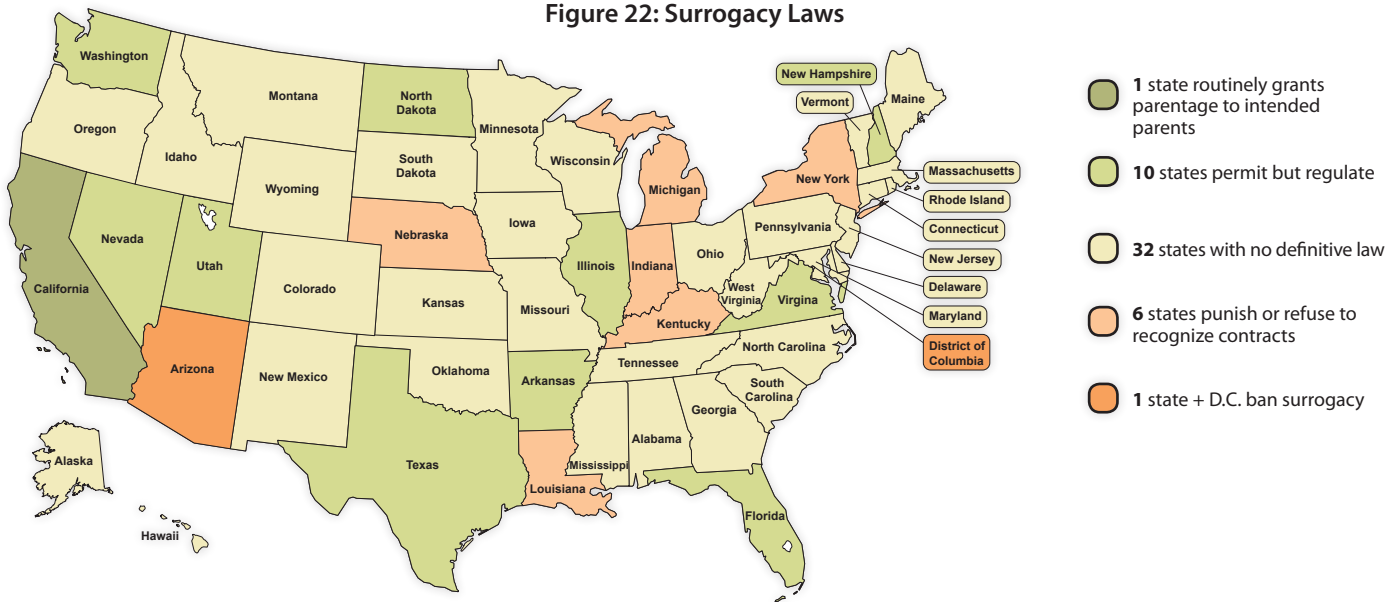 Figure 22: Surrogacy Laws
Washington
Oregon
Idaho
Montana
North
Dakota
Minnesota
South
Dakota
Wisconsin
Wyoming
Iowa
Nebraska
Nevada
Utah
California
Colorado
Kansas
Missouri
Illinois
Indiana
Michigan
Ohio
Kentucky
West
Virginia
Virgina
Pennsylvania
New York
New Hampshire
Vermont
Maine
Massachusetts
Rhode Island
Connecticut
New Jersey
Delaware
Maryland
District of
Columbia
Arizona
New Mexico
Oklahoma
Arkansas
Tennessee
North Carolina
South
Carolina
Georgia
Alabama
Mississippi
Louisiana
Texas
Florida
Alaska
Hawaii
1 state routinely grants
parentage to intended
parents
10 states permit but regulate
32 states with no definitive law
6 states punish or refuse to
recognize contracts
1 state + D.C. ban surrogacy